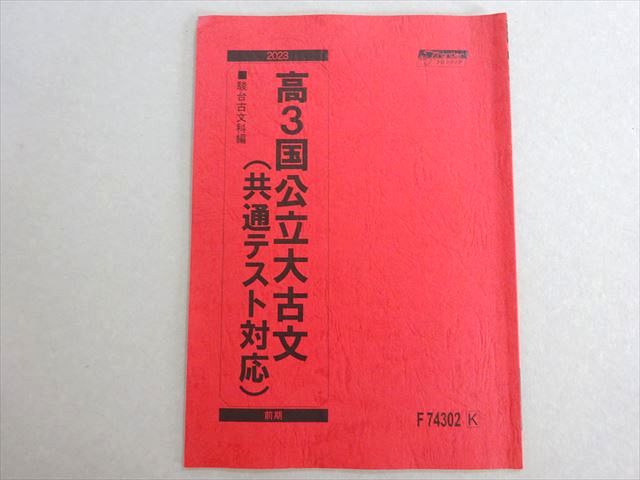 2023
高3国公立大古文
(共通テスト対応)
■駿台古文科編
前期
F74302 K